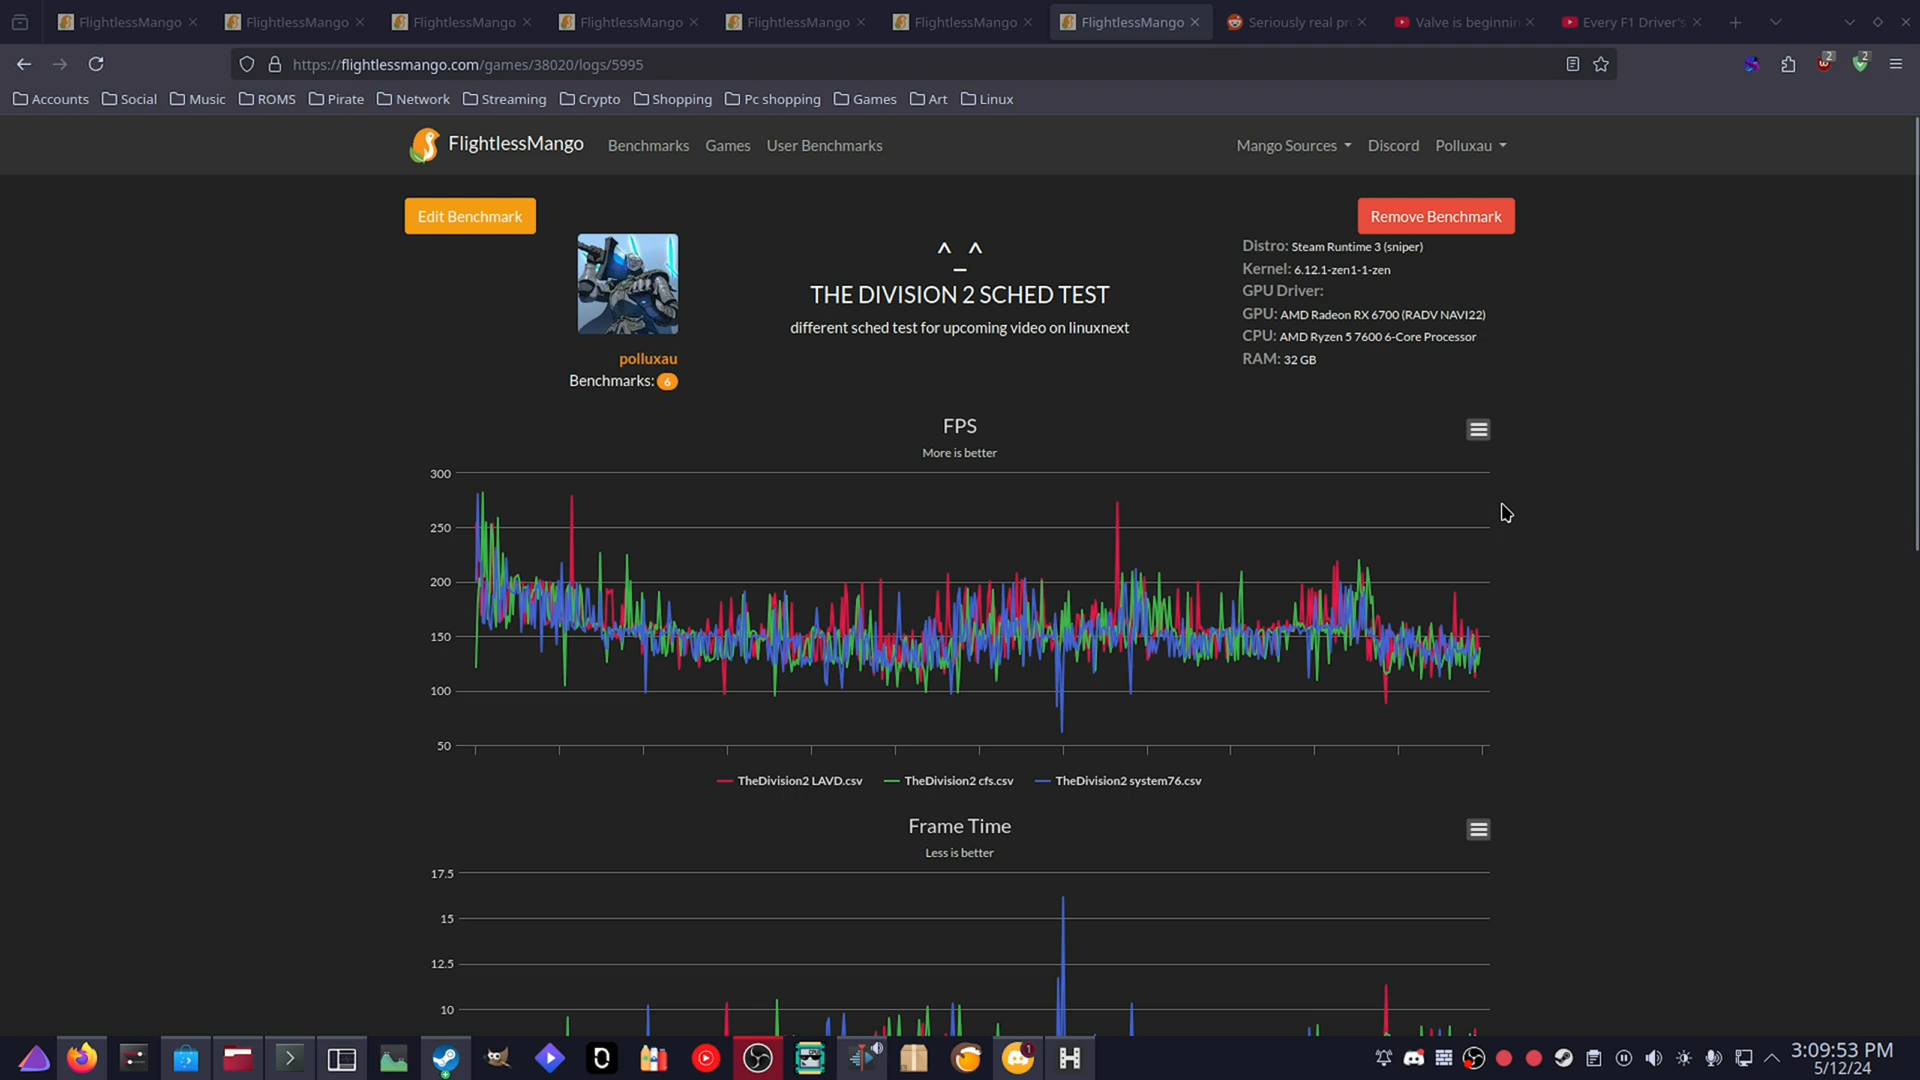 FlightlessMango
FlightlessMango
FlightlessMango
FlightlessMango
FlightlessMango
FlightlessMango
FlightlessMango
Seriously real pr
Valve is beginnin
Every F1 Driver's
https://flightlessmango.com/games/38020/logs/5995
2
2
Accounts
Social
Music
ROMS
Pirate
Network
Streaming
Crypto
Shopping
Pc shopping
Games
Art
Linux
FlightlessMango
Benchmarks
Games
User Benchmarks
Mango Sources
Discord
Polluxau
Edit Benchmark
Remove Benchmark
polluxau
Benchmarks: 6
^_^
THE DIVISION 2 SCHED TEST
different sched test for upcoming video on linuxnext
Distro: Steam Runtime 3 (sniper)
Kernel: 6.12.1-zen1-1-zen
GPU Driver:
GPU: AMD Radeon RX 6700 (RADV NAVI22)
CPU: AMD Ryzen 5 7600 6-Core Processor
RAM: 32 GB
FPS
More is better
300
250
200
150
100
50
TheDivision2 LAVD.csv
TheDivision2 cfs.csv
TheDivision2 system76.csv
Frame Time
Less is better
17.5
15
12.5
10
1
3:09:53 PM
5/12/24